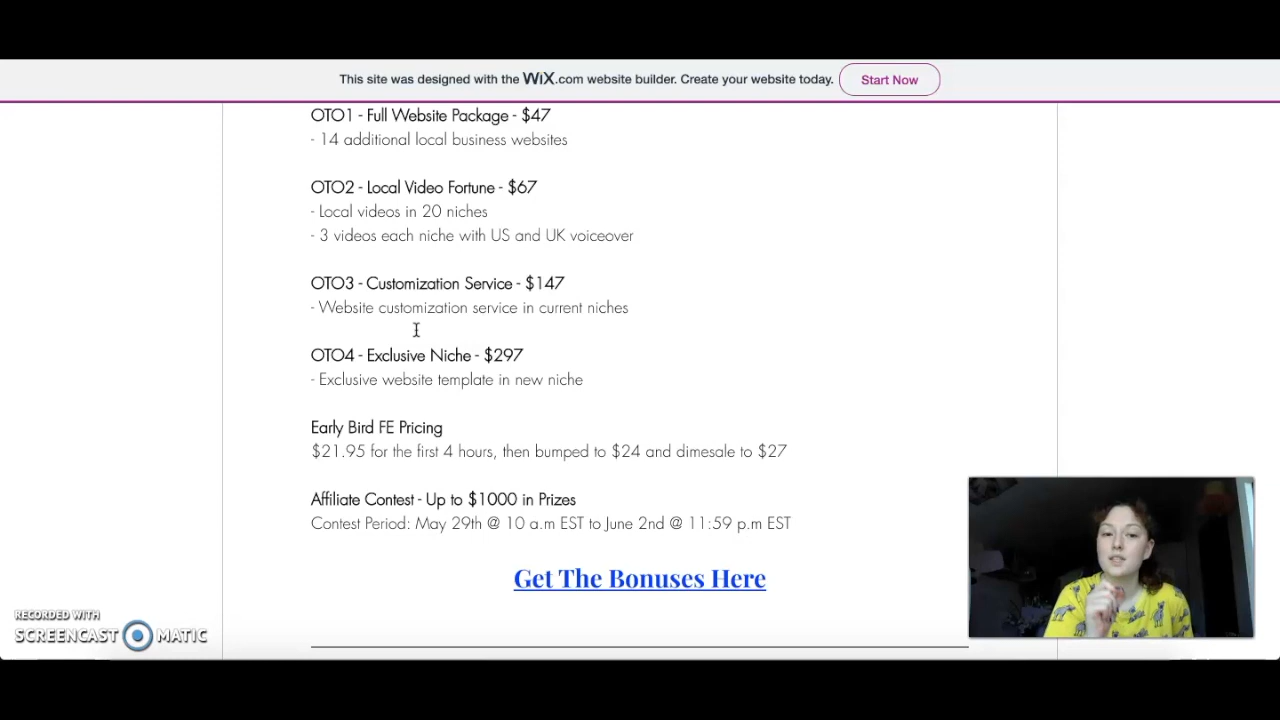 This site was designed with the WiX.com website builder. Create your website today. Start Now
OTO1 - Full Website Package - $47
- 14 additional local business websites
OTO2 - Local Video Fortune - $67
- Local videos in 20 niches
- 3 videos each niche with US and UK voiceover
OTO3 - Customization Service - $147
- Website customization service in current niches
OTO4 - Exclusive Niche - $297
- Exclusive website template in new niche
Early Bird FE Pricing
$21.95 for the first 4 hours, then bumped to $24 and dimesale to $27
Affiliate Contest - Up to $1000 in Prizes
Contest Period: May 29th @ 10 a.m EST to June 2nd @ 11:59 p.m EST
Get The Bonuses Here
RECORDED WITH
SCREENCAST MATIC